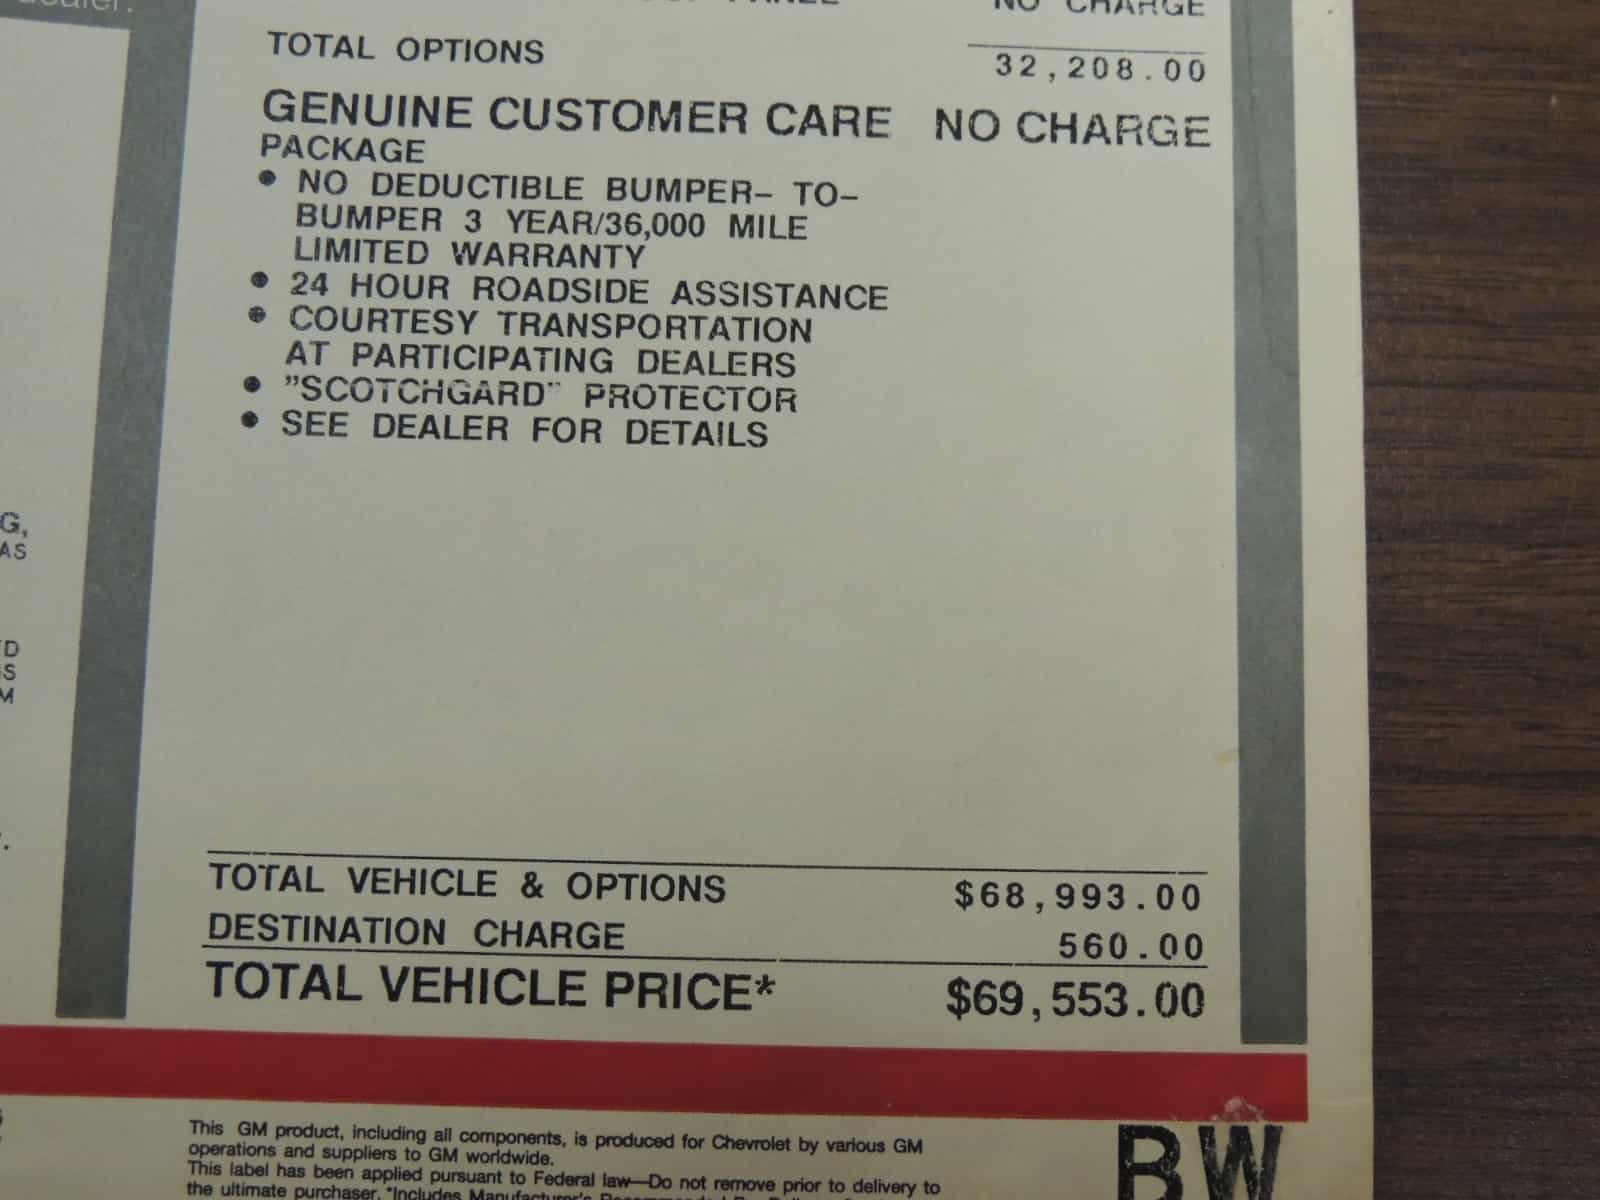 dealer.
NO CHARGE
TOTAL OPTIONS 32,208.00
GENUINE CUSTOMER CARE NO CHARGE
PACKAGE
• NO DEDUCTIBLE BUMPER- TO-
BUMPER 3 YEAR/36,000 MILE
LIMITED WARRANTY
• 24 HOUR ROADSIDE ASSISTANCE
• COURTESY TRANSPORTATION
AT PARTICIPATING DEALERS
• "SCOTCHGARD" PROTECTOR
• SEE DEALER FOR DETAILS
G,
AS
D
S
M
TOTAL VEHICLE & OPTIONS $68,993.00
DESTINATION CHARGE 560.00
TOTAL VEHICLE PRICE* $69,553.00
This GM product, including all components, is produced for Chevrolet by various GM
operations and suppliers to GM worldwide.
This label has been applied pursuant to Federal law—Do not remove prior to delivery to
the ultimate purchaser. *Includes Manufacturer's
BW